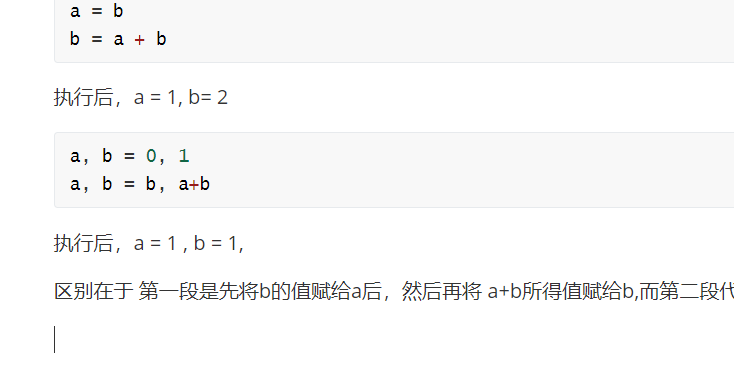 a = b
b = a + b
执行后，a = 1, b= 2
a, b = 0, 1
a, b = b, a+b
执行后，a = 1 , b = 1,
区别在于 第一段是先将b的值赋给a后，然后再将 a+b所得值赋给b,而第二段代